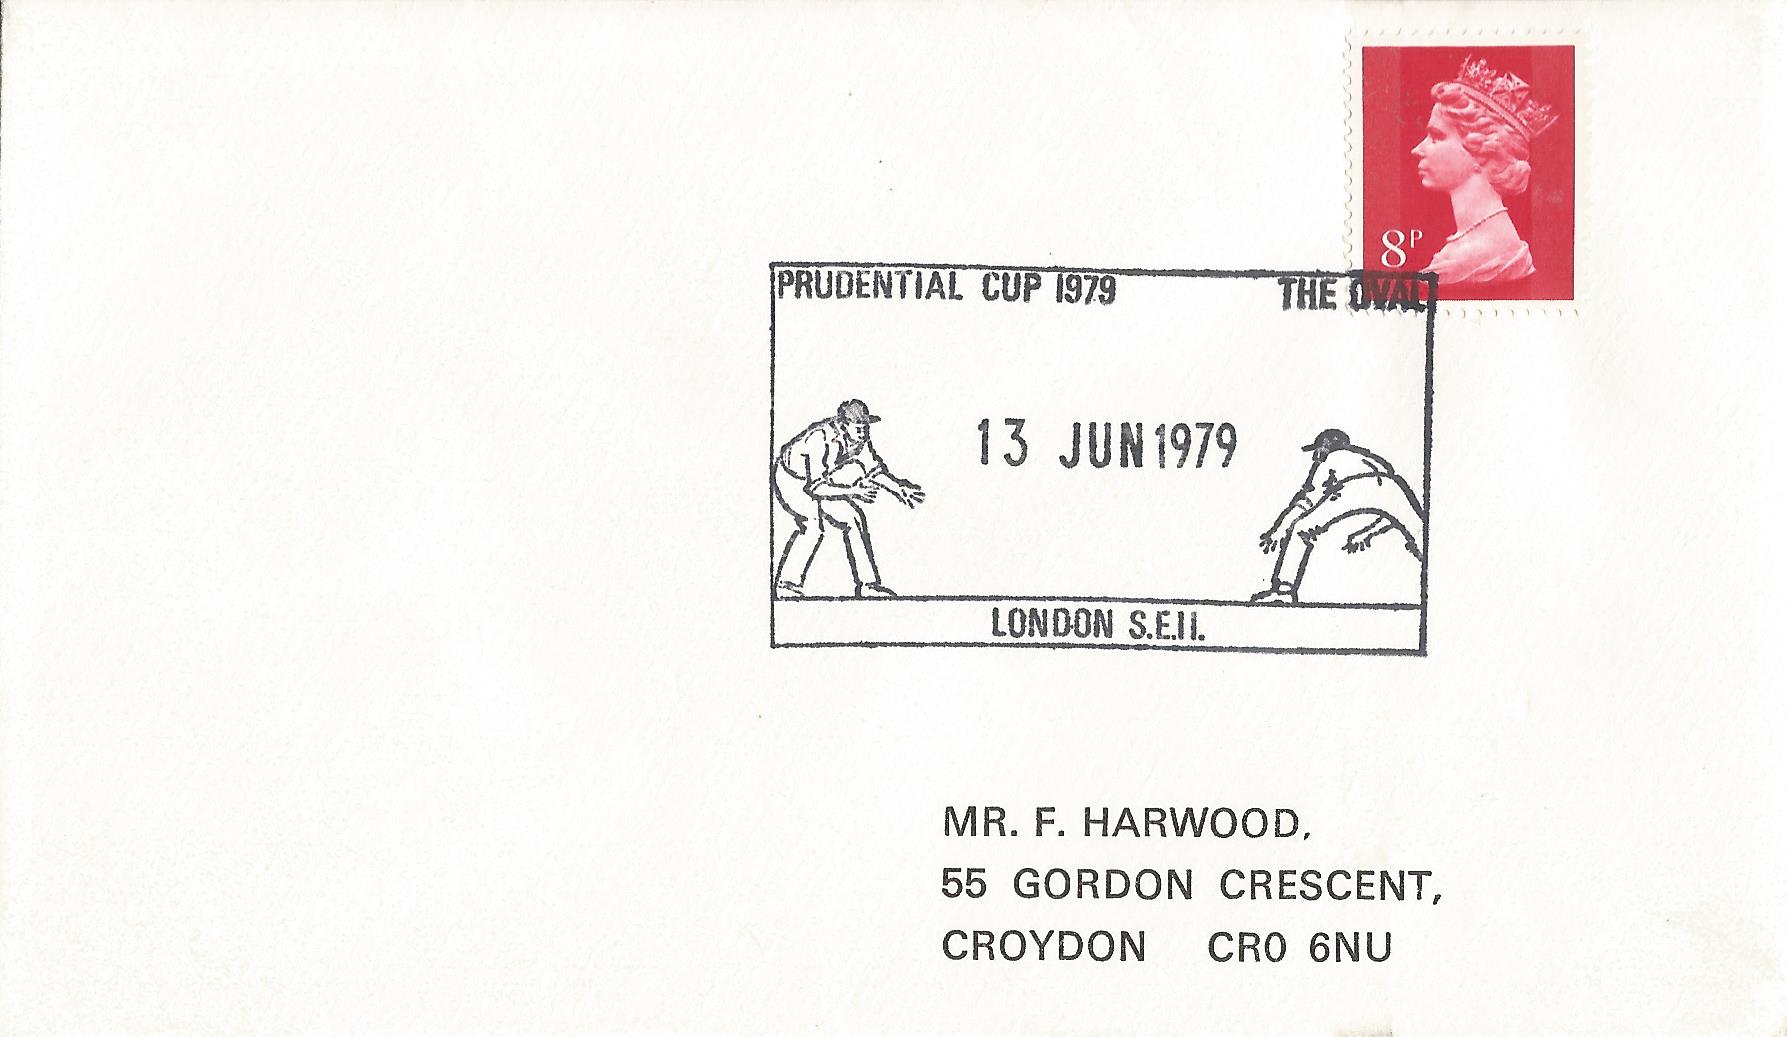 8P
PRUDENTIAL CUP 1979 THE OVAL
13 JUN 1979
LONDON S.E.11.
MR. F. HARWOOD,
55 GORDON CRESCENT,
CROYDON CR0 6NU